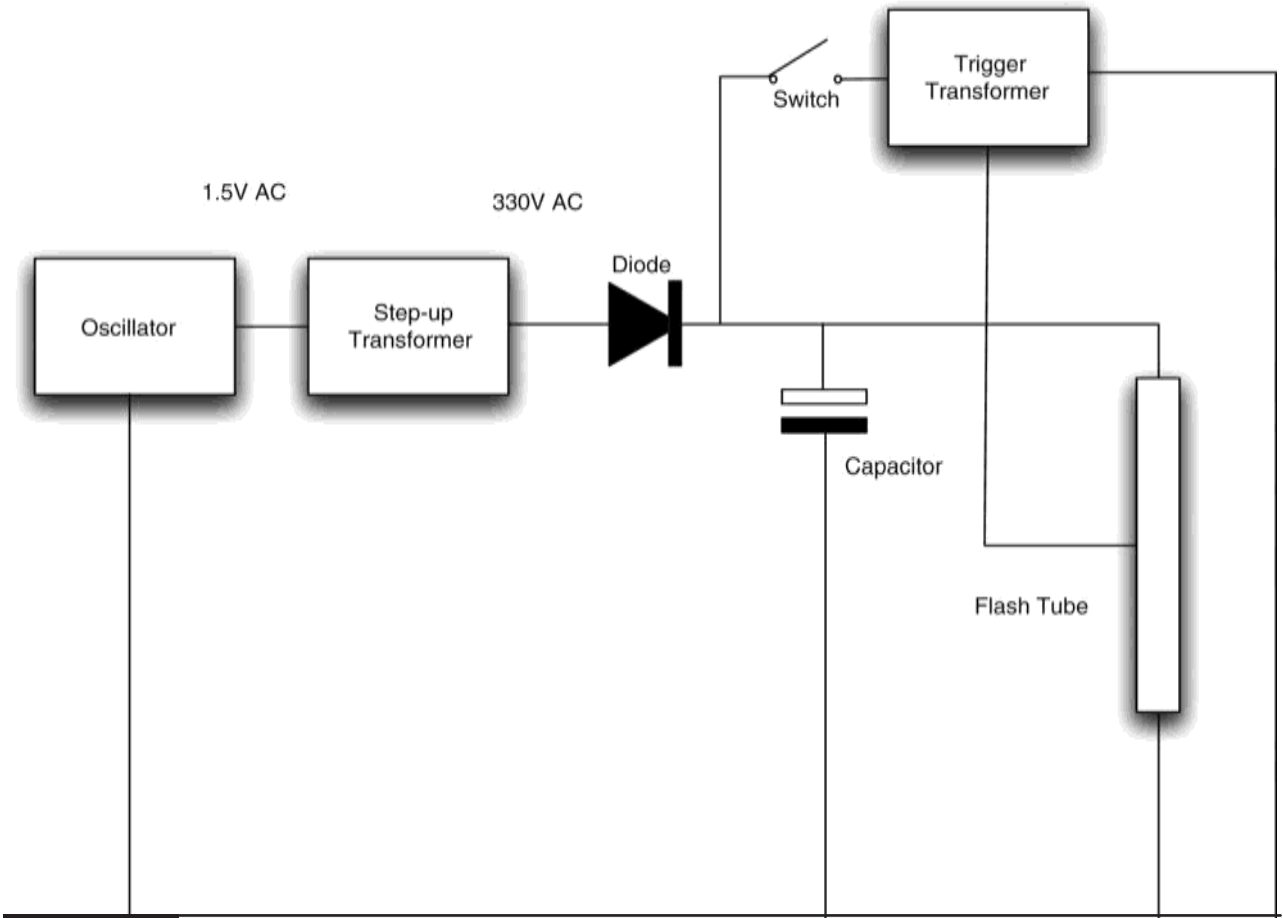 Trigger
Transformer
Switch
1.5V AC
330V AC
Diode
Oscillator
Step-up
Transformer
Capacitor
Flash Tube